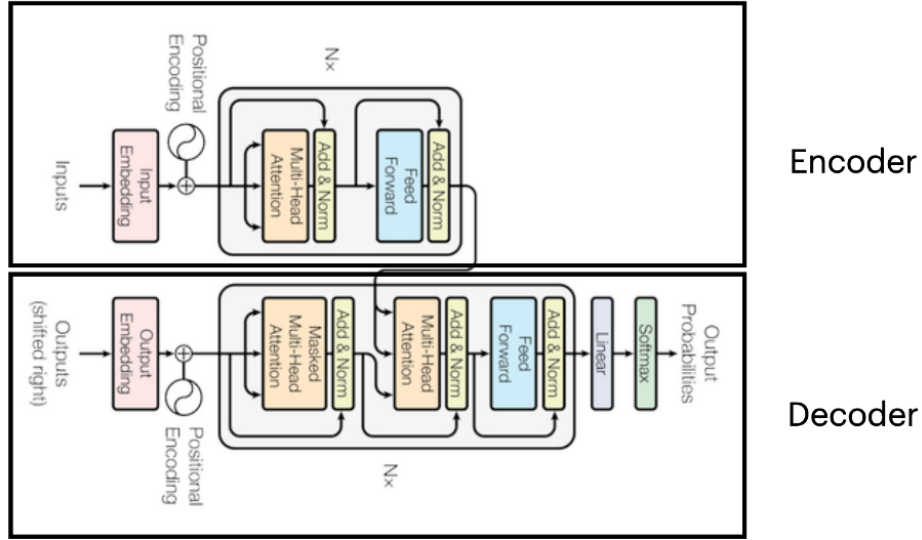 Encoder
Inputs
Input
Embedding
Positional
Encoding
Nx
Multi-Head
Attention
Add & Norm
Feed
Forward
Add & Norm
Decoder
Outputs
(shifted right)
Output
Embedding
Positional
Encoding
Masked
Multi-Head
Attention
Add & Norm
Multi-Head
Attention
Add & Norm
Feed
Forward
Add & Norm
Nx
Linear
Softmax
Output
Probabilities